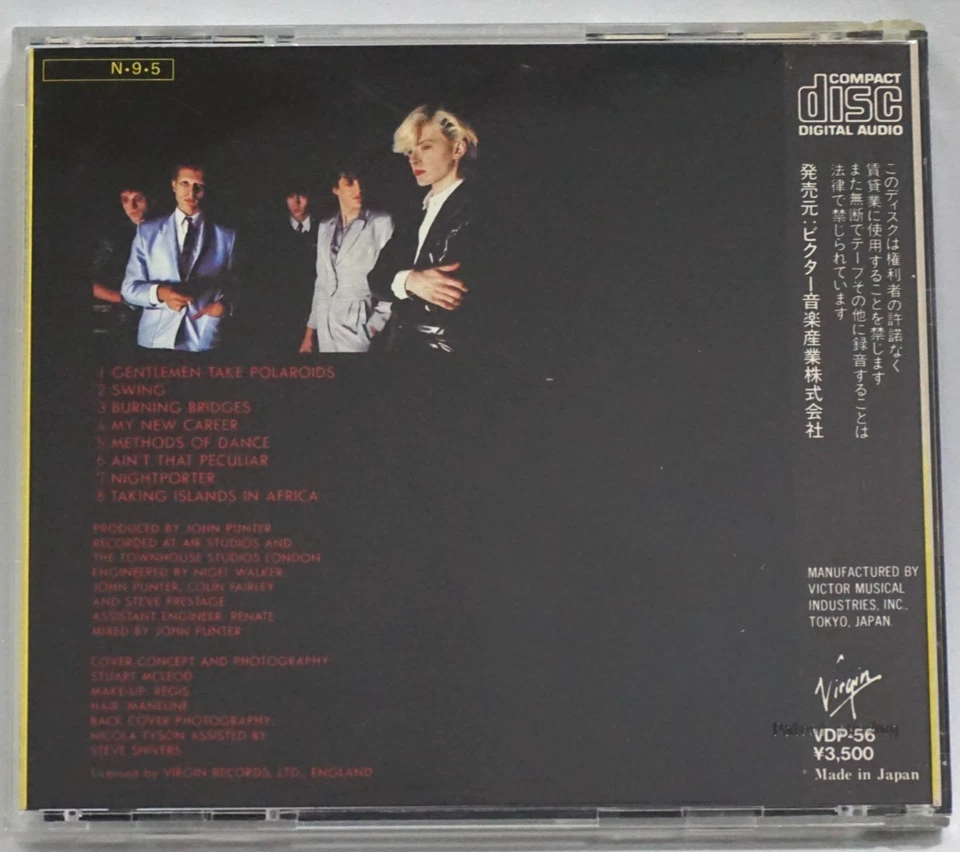 N•9•5
COMPACT
disc
DIGITAL AUDIO
このディスクは権利者の許諾なく
賃貸業に使用することを禁じます
また無断でテープその他に録音することは
法律で禁じられています
発売元:ビクター音楽産業株式会社
1 GENTLEMEN TAKE POLAROIDS
2 SWING
3 BURNING BRIDGES
4 MY NEW CAREER
5 METHODS OF DANCE
6 AIN'T THAT PECULIAR
7 NIGHTPORTER
8 TAKING ISLANDS IN AFRICA
PRODUCED BY JOHN PUNTER
RECORDED AT AIR STUDIOS AND
THE TOWNHOUSE STUDIOS LONDON
ENGINEERED BY NIGEL WALKER
JOHN PUNTER, COLIN FAIRLEY
AND STEVE PRESTAGE
ASSISTANT ENGINEER: RENATE
MIXED BY JOHN PUNTER
COVER CONCEPT AND PHOTOGRAPHY:
STUART MCLEOD
MAKE-UP: REGIS
HAIR: MANELINE
BACK COVER PHOTOGRAPHY:
NICOLA TYSON ASSISTED BY
STEVE SHIVERS
Licensed by VIRGIN RECORDS, LTD., ENGLAND
MANUFACTURED BY
VICTOR MUSICAL
INDUSTRIES, INC.,
TOKYO, JAPAN.
Virgin
VDP-56
¥3,500
Made in Japan